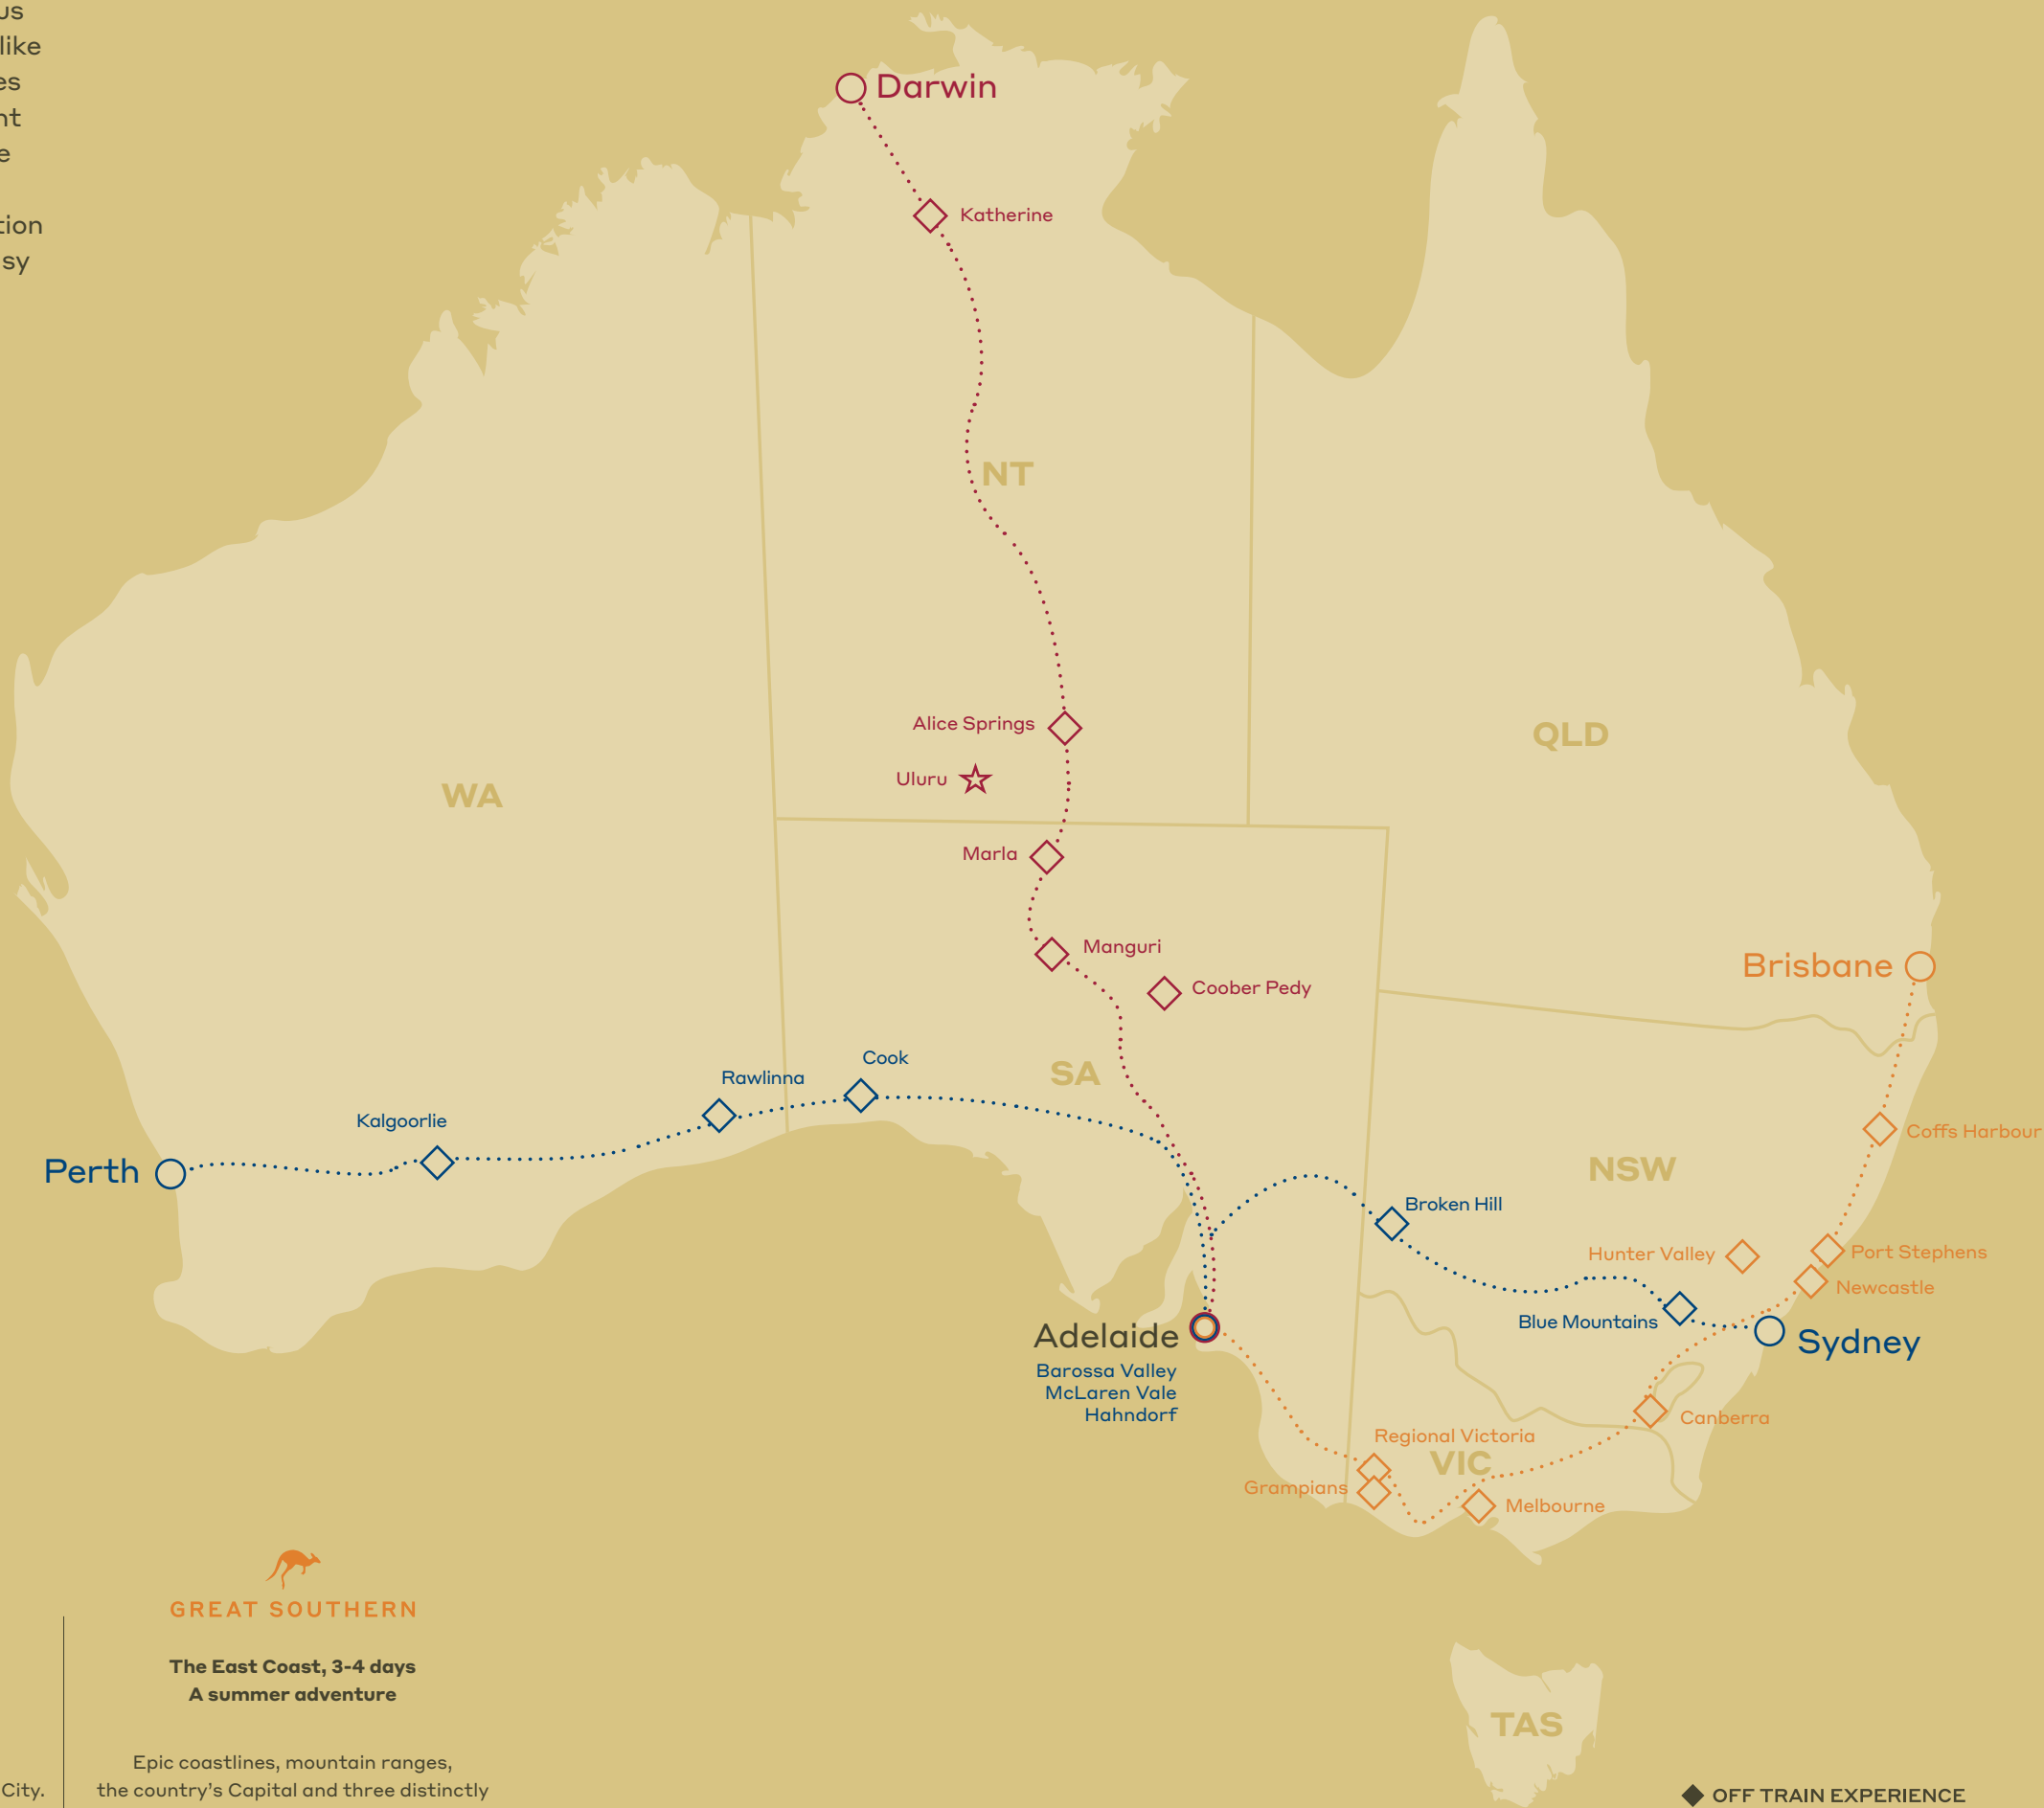 us
like
es
nt
e
tion
sy
Darwin
Katherine
NT
Alice Springs
Uluru
QLD
WA
Marla
Manguri
Coober Pedy
Brisbane
Cook
SA
Rawlinna
Kalgoorlie
Coffs Harbour
Perth
NSW
Broken Hill
Hunter Valley
Port Stephens
Newcastle
Blue Mountains
Adelaide
Sydney
Barossa Valley
McLaren Vale
Hahndorf
Canberra
Regional Victoria
VIC
Grampians
Melbourne
GREAT SOUTHERN
The East Coast, 3-4 days
A summer adventure
TAS
Epic coastlines, mountain ranges,
City.
the country's Capital and three distinctly
OFF TRAIN EXPERIENCE